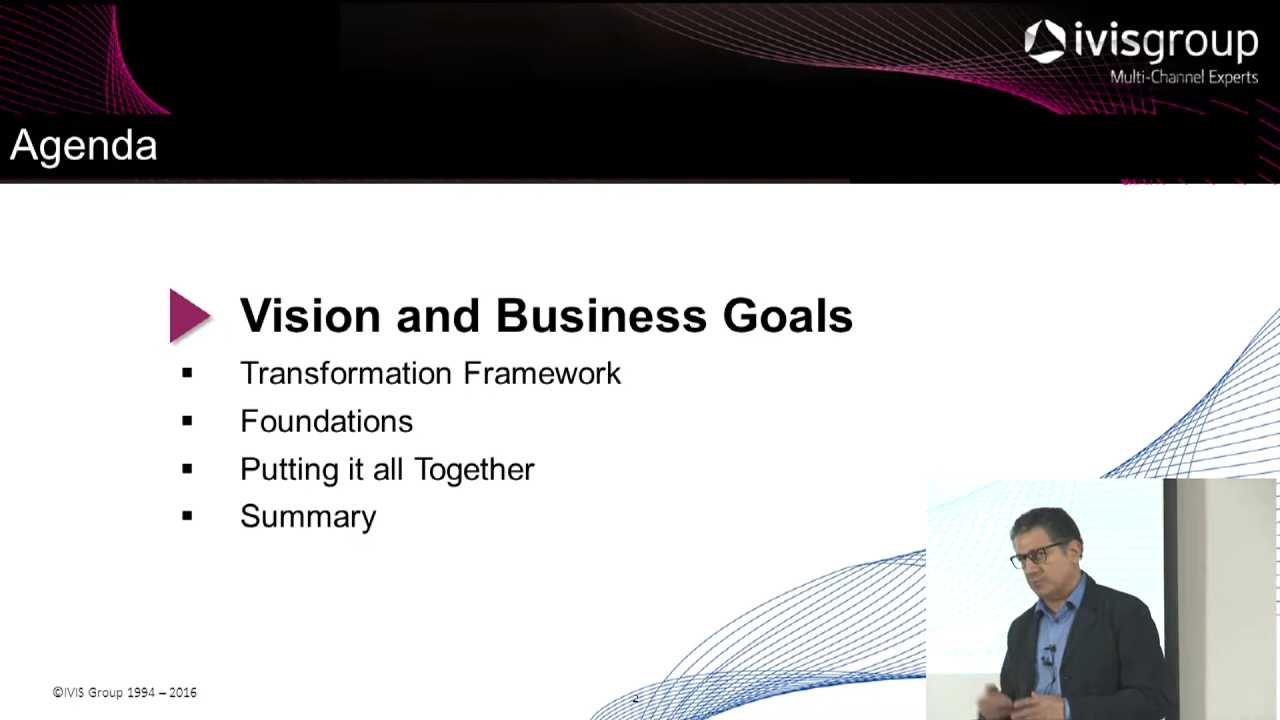 ivisgroup
Multi-Channel Experts
Agenda
Vision and Business Goals
Transformation Framework
Foundations
Putting it all Together
Summary
©IVIS Group 1994 – 2016
2